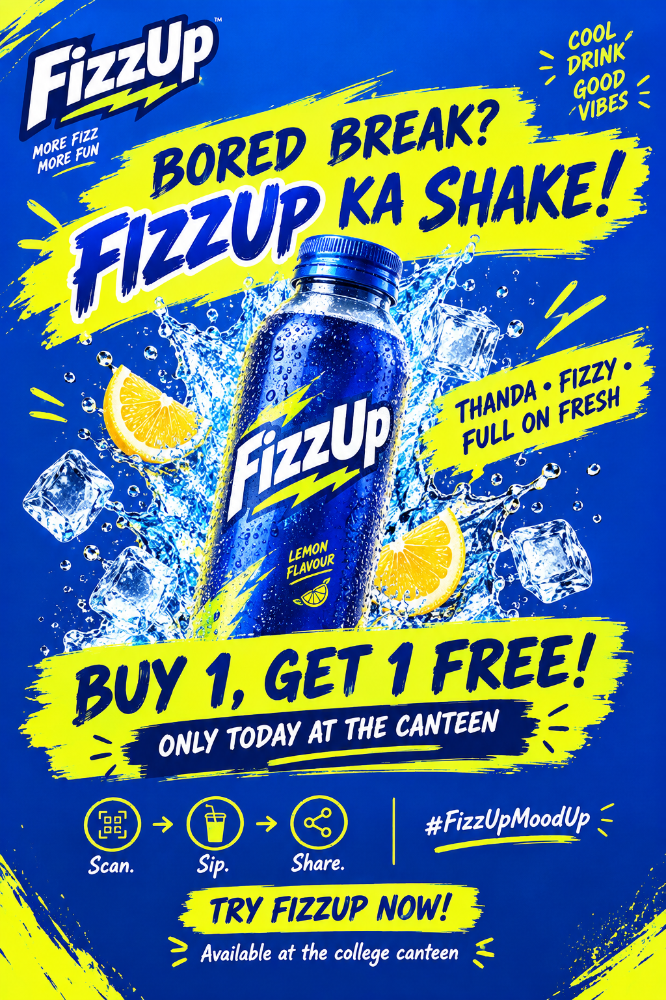 FizzUp™
MORE FIZZ
MORE FUN
COOL
DRINK
GOOD
VIBES
BORED BREAK?
FIZZUP KA SHAKE!
THANDA • FIZZY •
FULL ON FRESH
FizzUp
LEMON
FLAVOUR
BUY 1, GET 1 FREE!
ONLY TODAY AT THE CANTEEN
Scan.
Sip.
Share.
#FizzUpMoodUp
TRY FIZZUP NOW!
Available at the college canteen